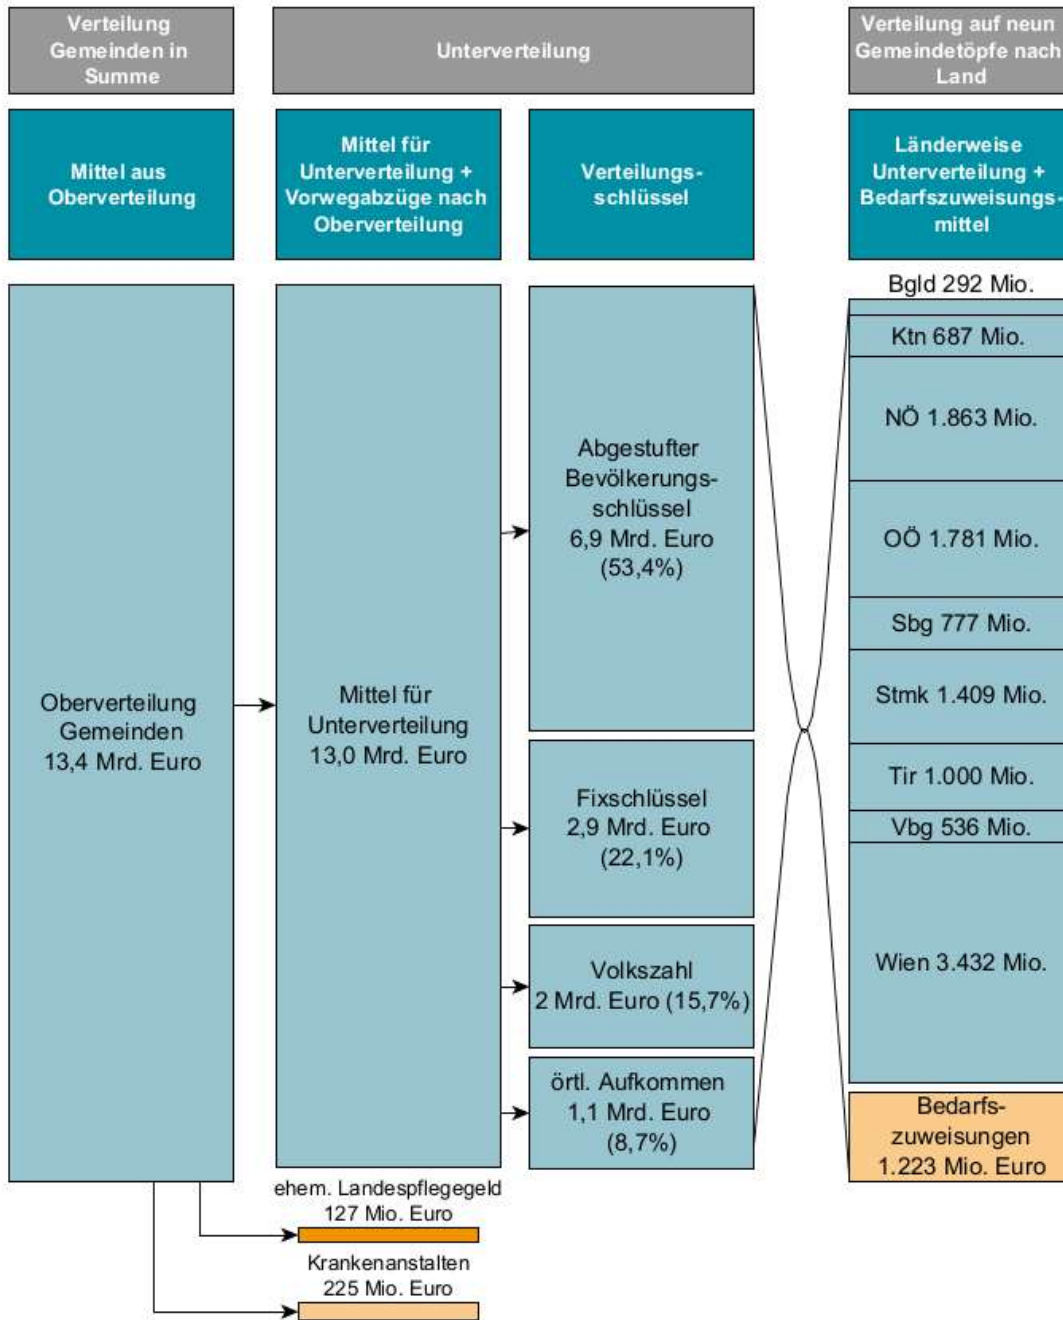 Verteilung
Gemeinden in
Summe
Unterverteilung
Verteilung auf neun
Gemeindetöpfe nach
Land
Mittel aus
Oberverteilung
Mittel für
Unterverteilung +
Vorwegabzüge nach
Oberverteilung
Verteilungs-
schlüssel
Länderweise
Unterverteilung +
Bedarfszuweisungs-
mittel
Oberverteilung
Gemeinden
13,4 Mrd. Euro
Mittel für
Unterverteilung
13,0 Mrd. Euro
Abgestufter
Bevölkerungs-
schlüssel
6,9 Mrd. Euro
(53,4%)
Fixschlüssel
2,9 Mrd. Euro
(22,1%)
Volkszahl
2 Mrd. Euro (15,7%)
örtl. Aufkommen
1,1 Mrd. Euro
(8,7%)
Bgld 292 Mio.
Ktn 687 Mio.
NÖ 1.863 Mio.
OÖ 1.781 Mio.
Sbg 777 Mio.
Stmk 1.409 Mio.
Tir 1.000 Mio.
Vbg 536 Mio.
Wien 3.432 Mio.
Bedarfs-
zuweisungen
1.223 Mio. Euro
ehem. Landespflegegeld
127 Mio. Euro
Krankenanstalten
225 Mio. Euro